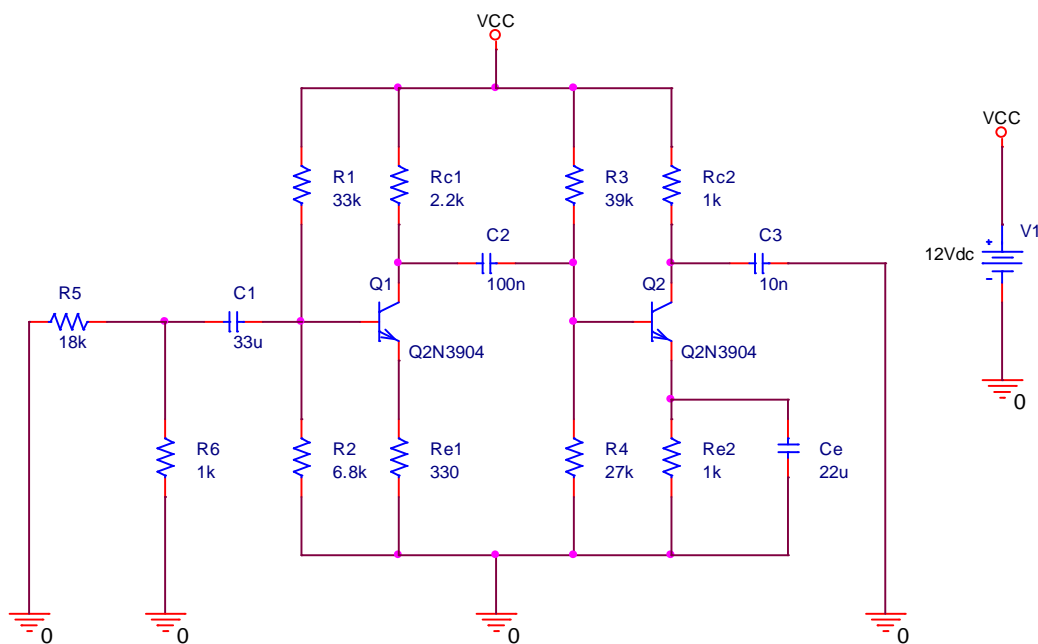 VCC
VCC
R1
33k
Rc1
2.2k
R3
39k
Rc2
1k
V1
12Vdc
C2
100n
C3
10n
Q1
Q2N3904
Q2
Q2N3904
R5
18k
C1
33u
R6
1k
R2
6.8k
Re1
330
R4
27k
Re2
1k
Ce
22u
0
0
0
0
0